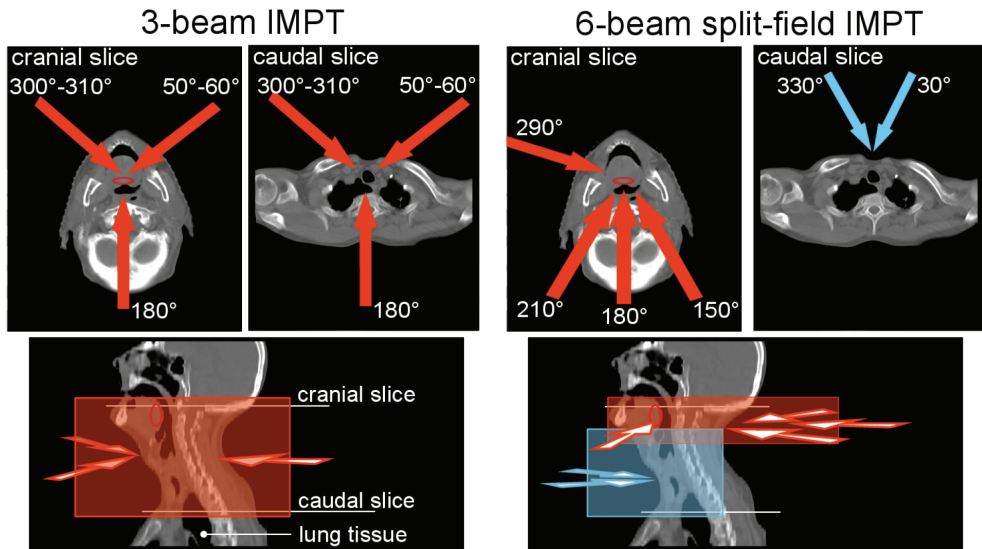 3-beam IMPT
6-beam split-field IMPT
cranial slice
300°-310°
50°-60°
180°
caudal slice
300°-310°
50°-60°
180°
cranial slice
290°
210°
180°
150°
caudal slice
330°
30°
cranial slice
caudal slice
lung tissue